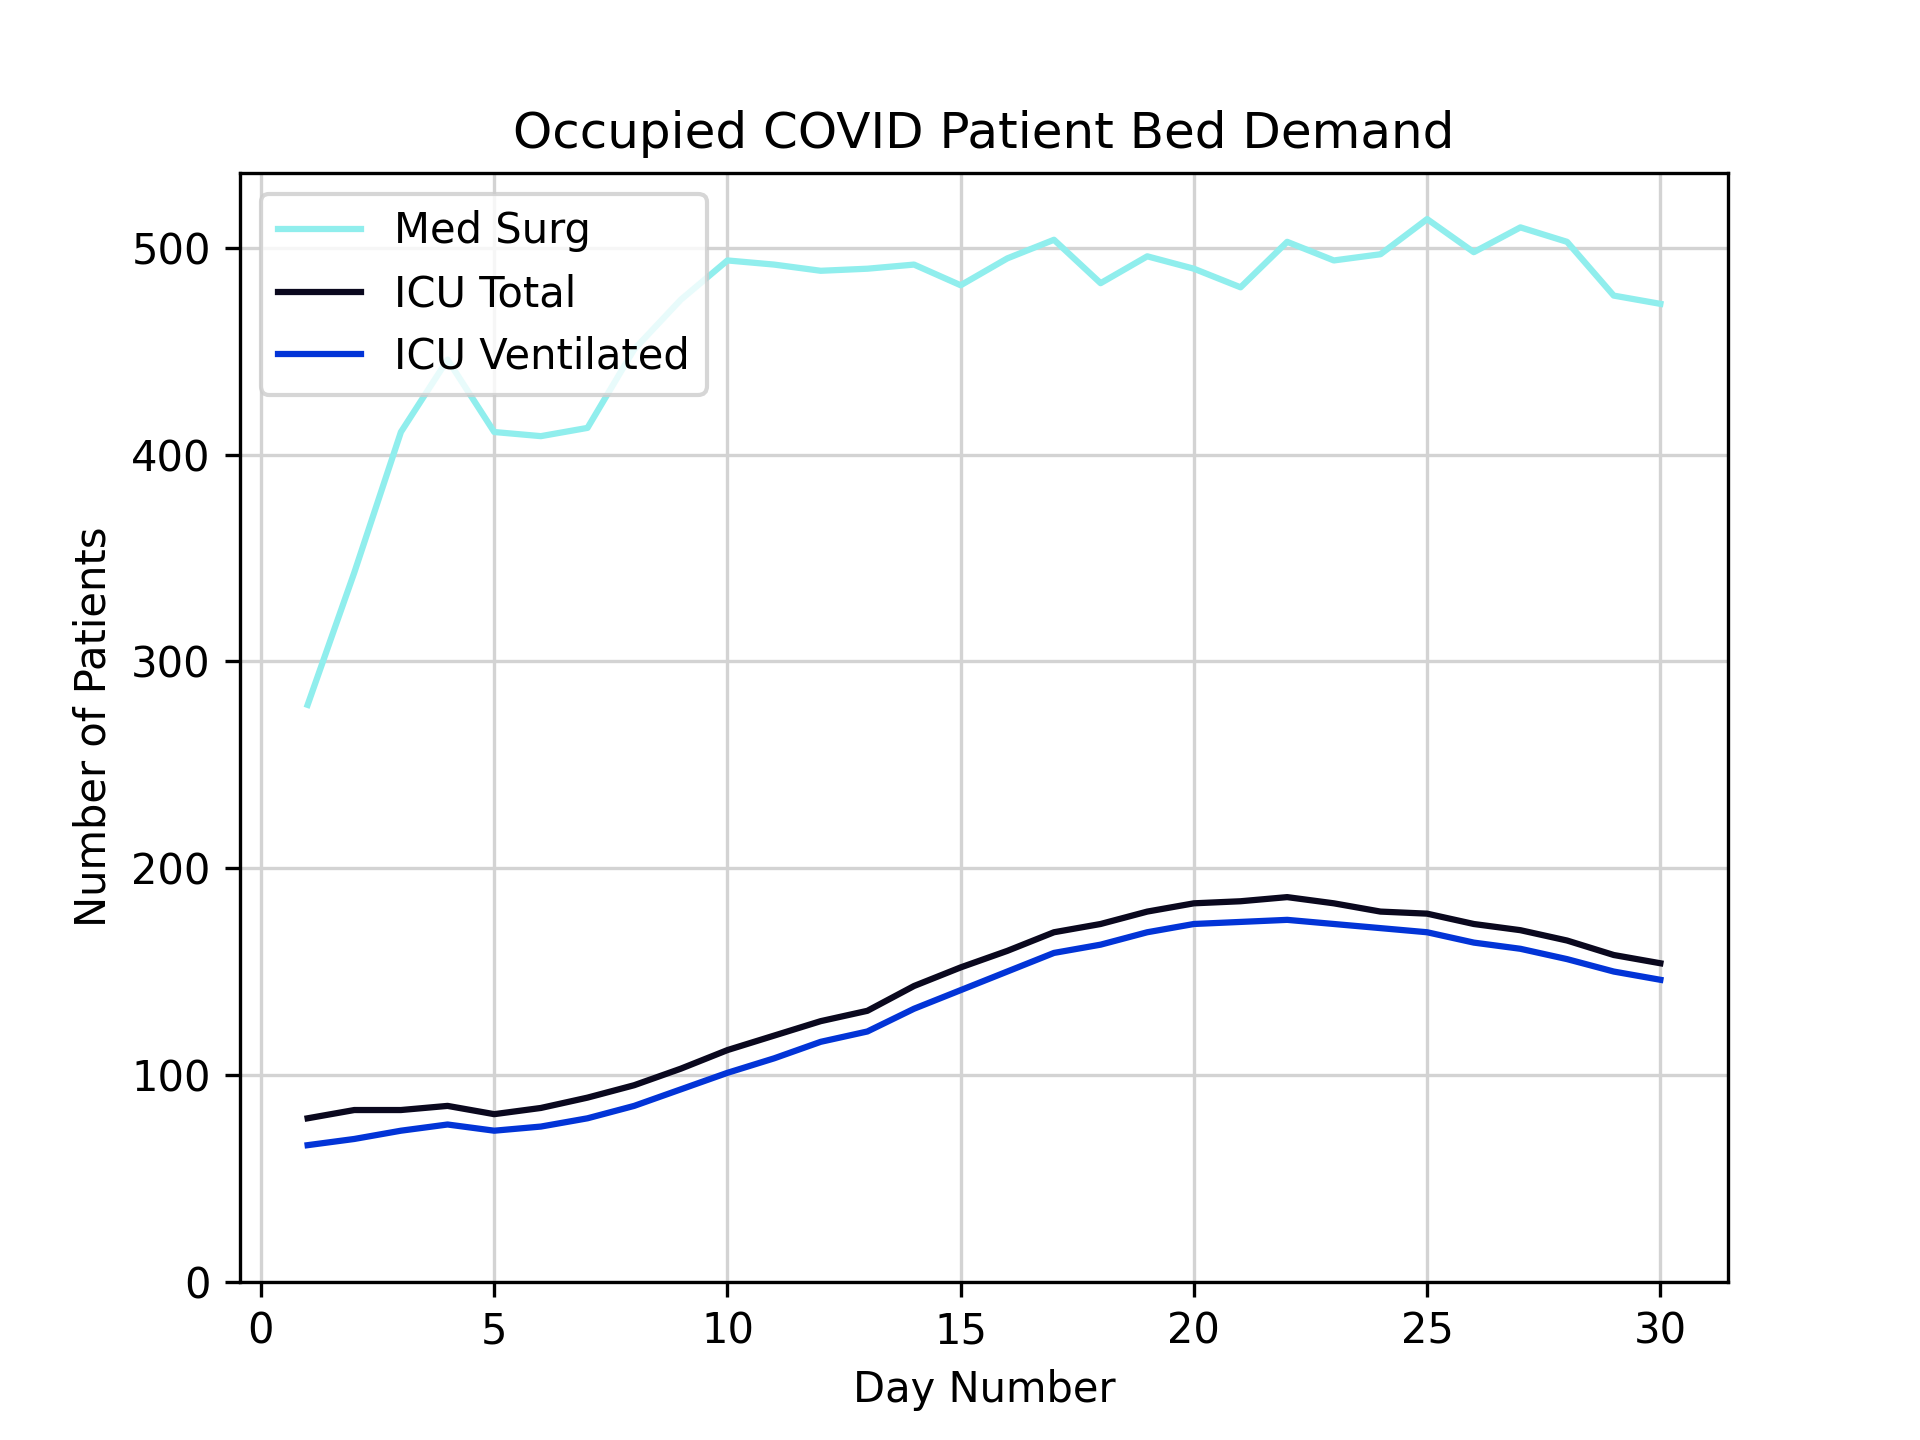 Occupied COVID Patient Bed Demand
Med Surg
ICU Total
ICU Ventilated
500
400
300
200
100
0
Number of Patients
0 5 10 15 20 25 30
Day Number